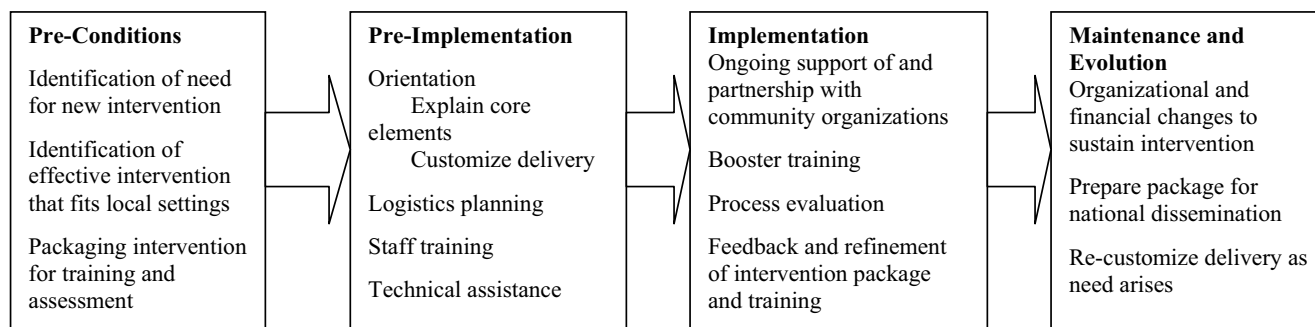 Pre-Conditions
Identification of need
for new intervention
Identification of
effective intervention
that fits local settings
Packaging intervention
for training and
assessment
Pre-Implementation
Orientation
Explain core
elements
Customize delivery
Logistics planning
Staff training
Technical assistance
Implementation
Ongoing support of and
partnership with
community organizations
Booster training
Process evaluation
Feedback and refinement
of intervention package
and training
Maintenance and
Evolution
Organizational and
financial changes to
sustain intervention
Prepare package for
national dissemination
Re-customize delivery as
need arises